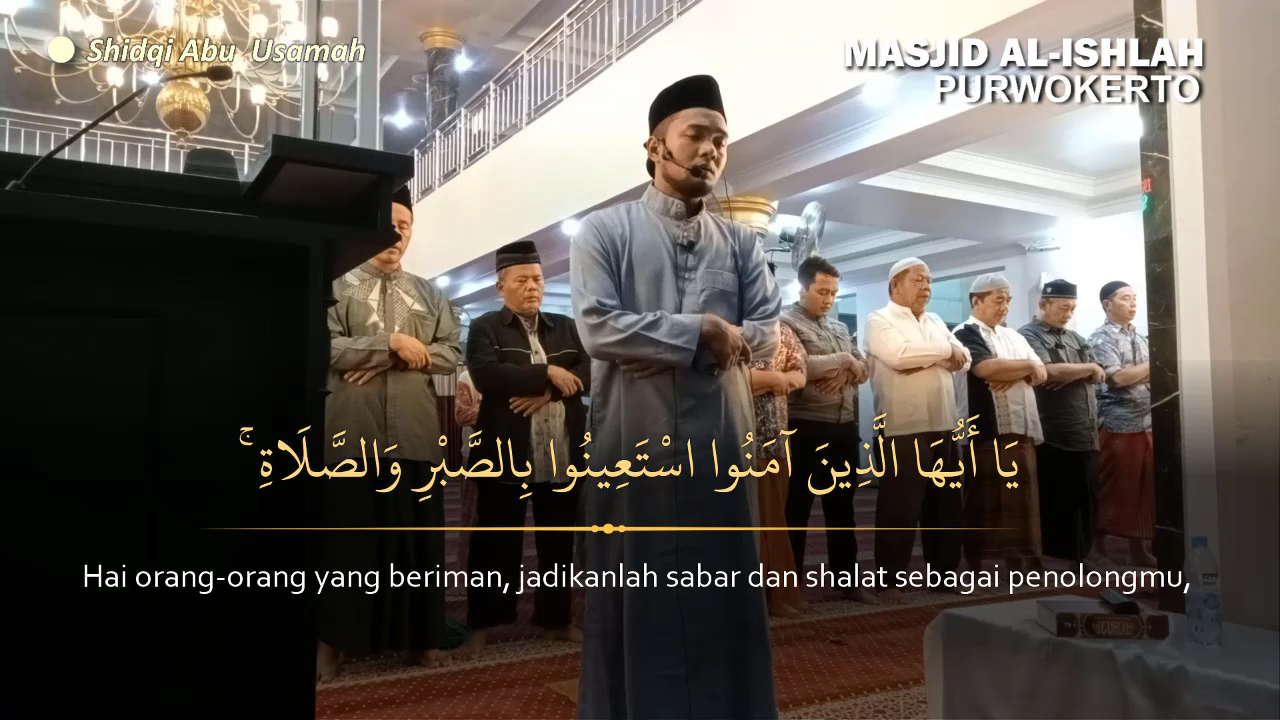 Shidqi Abu Usamah
MASJID AL-ISHLAH
PURWOKERTO
يَا أَيُّهَا الَّذِينَ آمَنُوا اسْتَعِينُوا بِالصَّبْرِ وَالصَّلَاةِ ۚ
Hai orang-orang yang beriman, jadikanlah sabar dan shalat sebagai penolongmu,